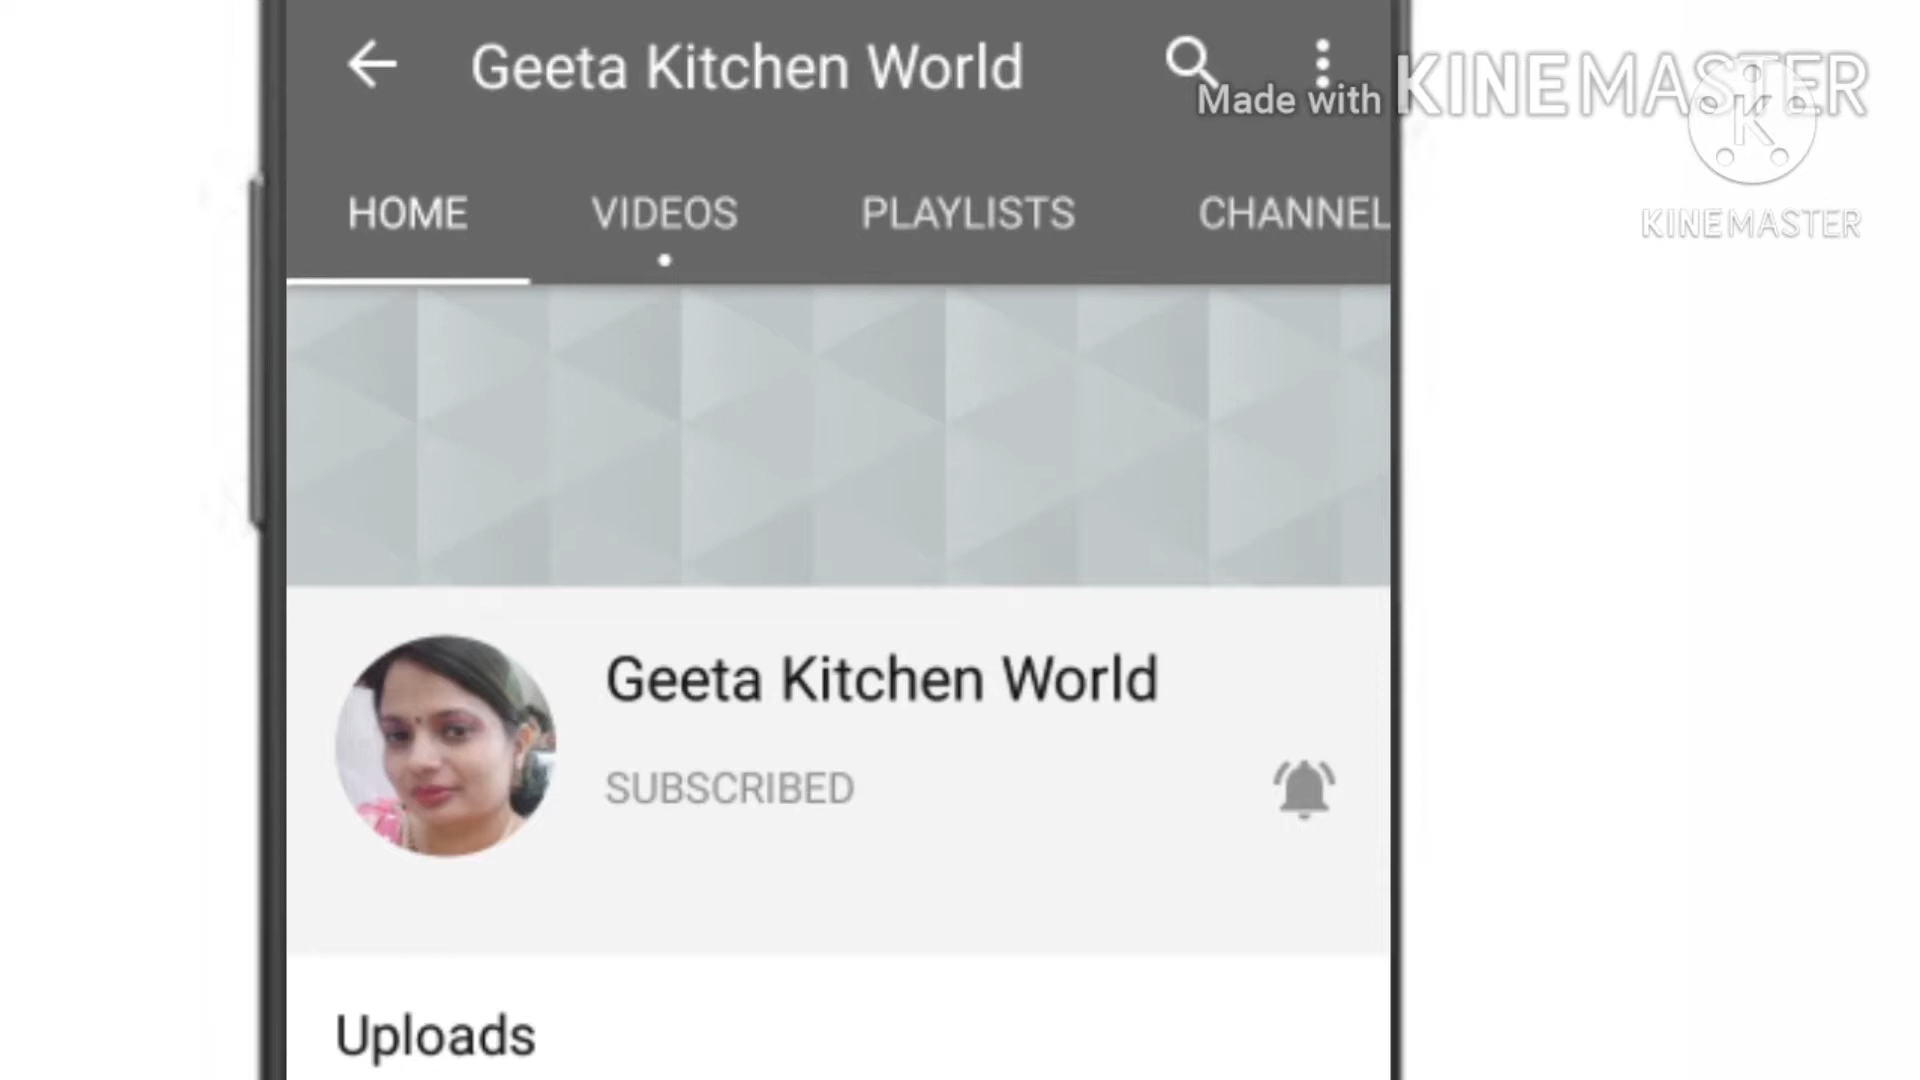 Geeta Kitchen World
Made with KINEMASTER
K
KINEMASTER
HOME VIDEOS PLAYLISTS CHANNEL
Geeta Kitchen World
SUBSCRIBED
Uploads